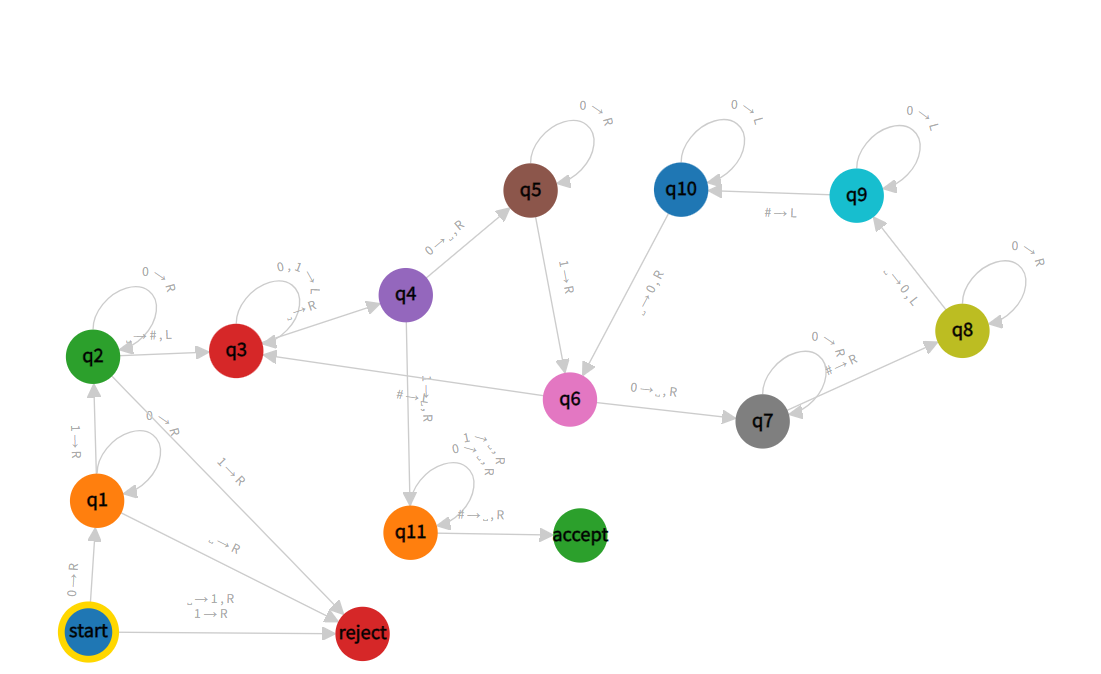 0→R
0→L
0→L
q10
q5
q9
0→␣,R
#→L
0→R
1→R
0→R
0,1→L
␣→R
q4
␣→0,R
␣→0,L
q8
␣→#,L
q2
q3
0→R
#→R
1→␣,R
#→L
0→␣,R
q6
q7
0→R
1→R
1→␣,R
0→␣,R
1→R
q1
#→␣,R
q11
accept
␣→R
0→R
␣→1,R
1→R
start
reject